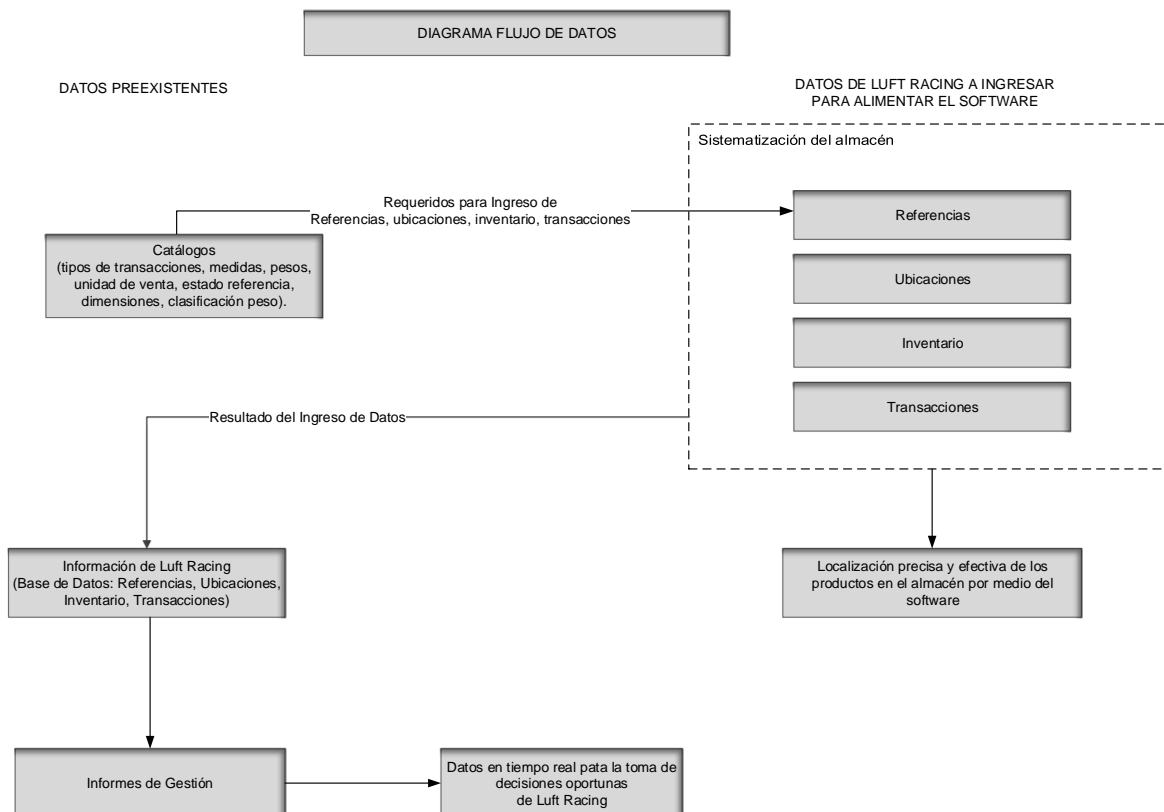 DIAGRAMA FLUJO DE DATOS
DATOS PREEXISTENTES
DATOS DE LUFT RACING A INGRESAR
PARA ALIMENTAR EL SOFTWARE
Sistematización del almacén
Requeridos para Ingreso de
Referencias, ubicaciones, inventario, transacciones
Referencias
Catálogos
(tipos de transacciones, medidas, pesos,
unidad de venta, estado referencia,
dimensiones, clasificación peso).
Ubicaciones
Inventario
Transacciones
Resultado del Ingreso de Datos
Información de Luft Racing
(Base de Datos: Referencias, Ubicaciones,
Inventario, Transacciones)
Localización precisa y efectiva de los
productos en el almacén por medio del
software
Informes de Gestión
Datos en tiempo real pata la toma de
decisiones oportunas
de Luft Racing